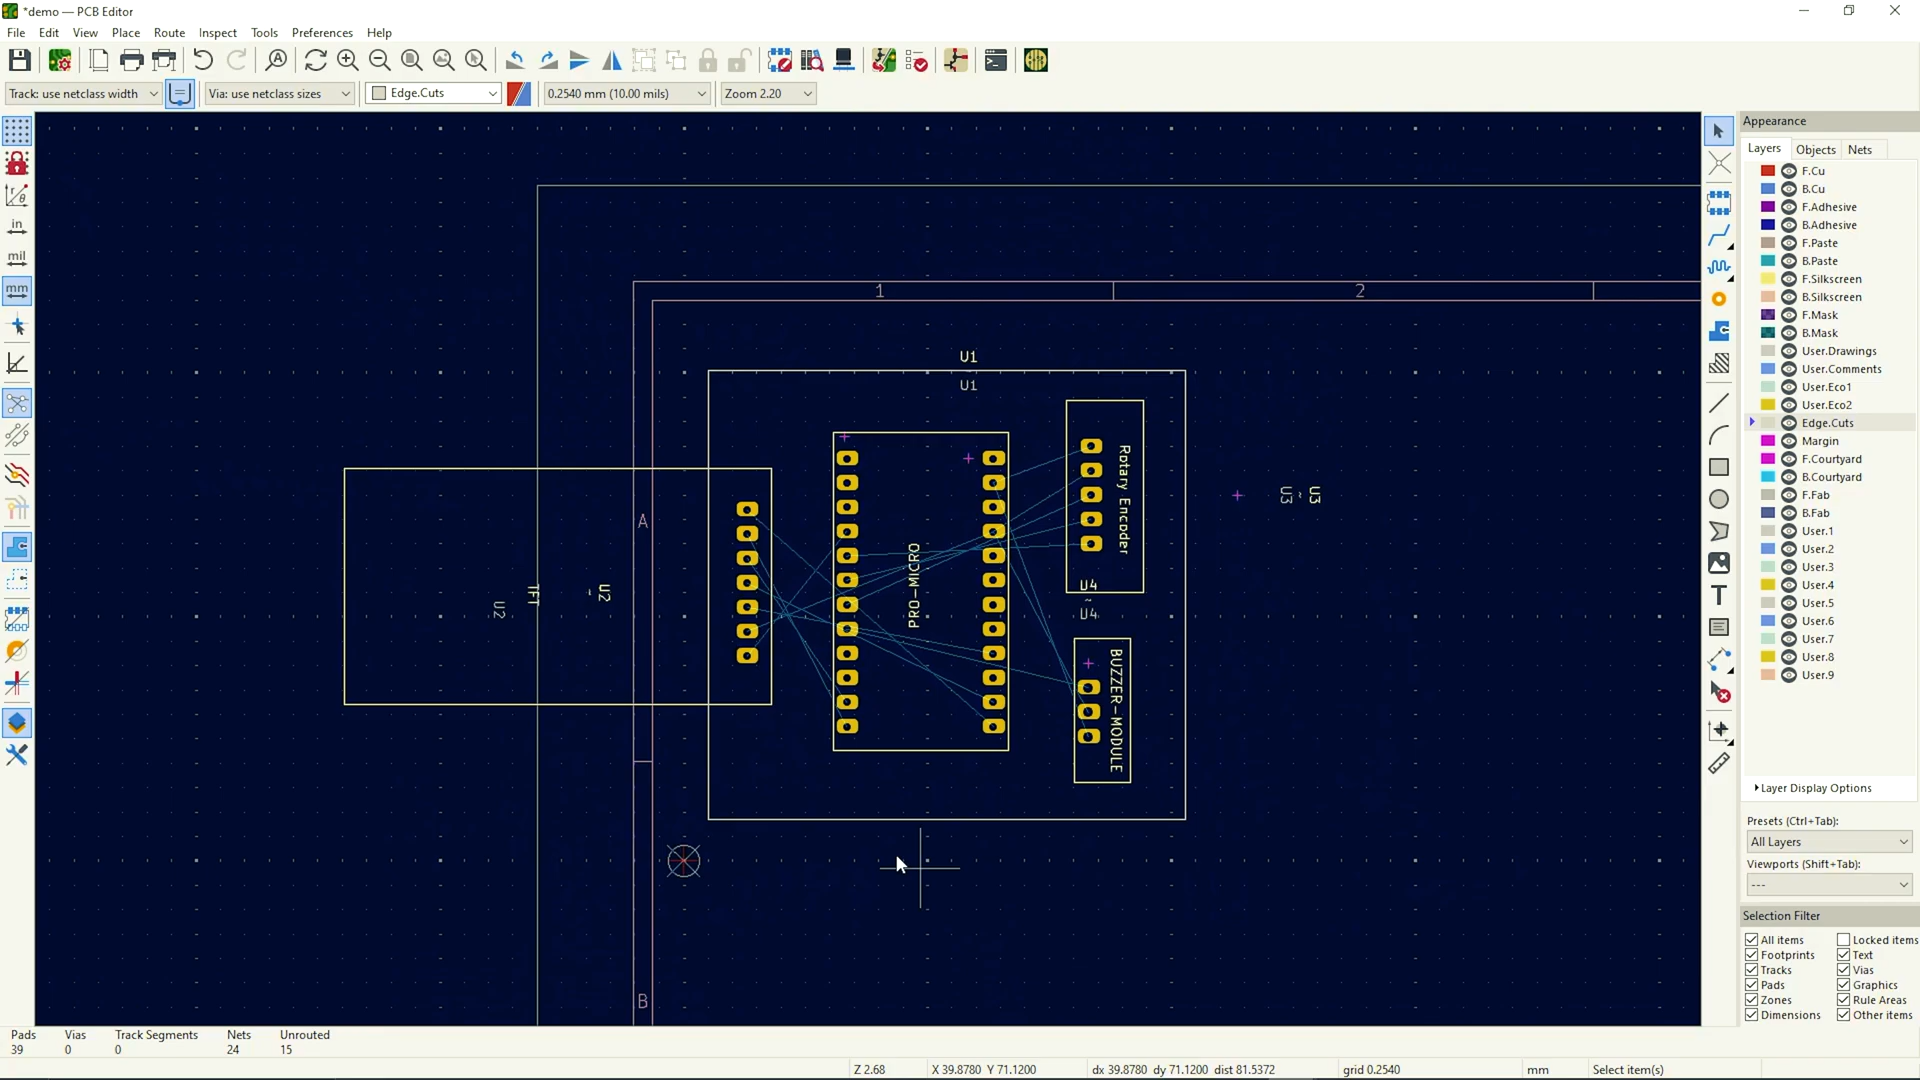 *demo — PCB Editor
File Edit View Place Route Inspect Tools Preferences Help
Track: use netclass width Via: use netclass sizes Edge.Cuts 0.2540 mm (10.00 mils) Zoom 2.20
in
mil
mm
1 2
U1
U1
A
B
TFT
U2
U2
PRO-MICRO
Rotary Encoder
U4
~
U4
BUZZER-MODULE
U3 ~ U3
Appearance
Layers Objects Nets
F.Cu
B.Cu
F.Adhesive
B.Adhesive
F.Paste
B.Paste
F.Silkscreen
B.Silkscreen
F.Mask
B.Mask
User.Drawings
User.Comments
User.Eco1
User.Eco2
Edge.Cuts
Margin
F.Courtyard
B.Courtyard
F.Fab
B.Fab
User.1
User.2
User.3
User.4
User.5
User.6
User.7
User.8
User.9
Layer Display Options
Presets (Ctrl+Tab):
All Layers
Viewports (Shift+Tab):
---
Selection Filter
All items Locked items
Footprints Text
Tracks Vias
Pads Graphics
Zones Rule Areas
Dimensions Other items
Pads Vias Track Segments Nets Unrouted
39 0 0 24 15
Z 2.68 X 39.8780 Y 71.1200 dx 39.8780 dy 71.1200 dist 81.5372 grid 0.2540 mm Select item(s)